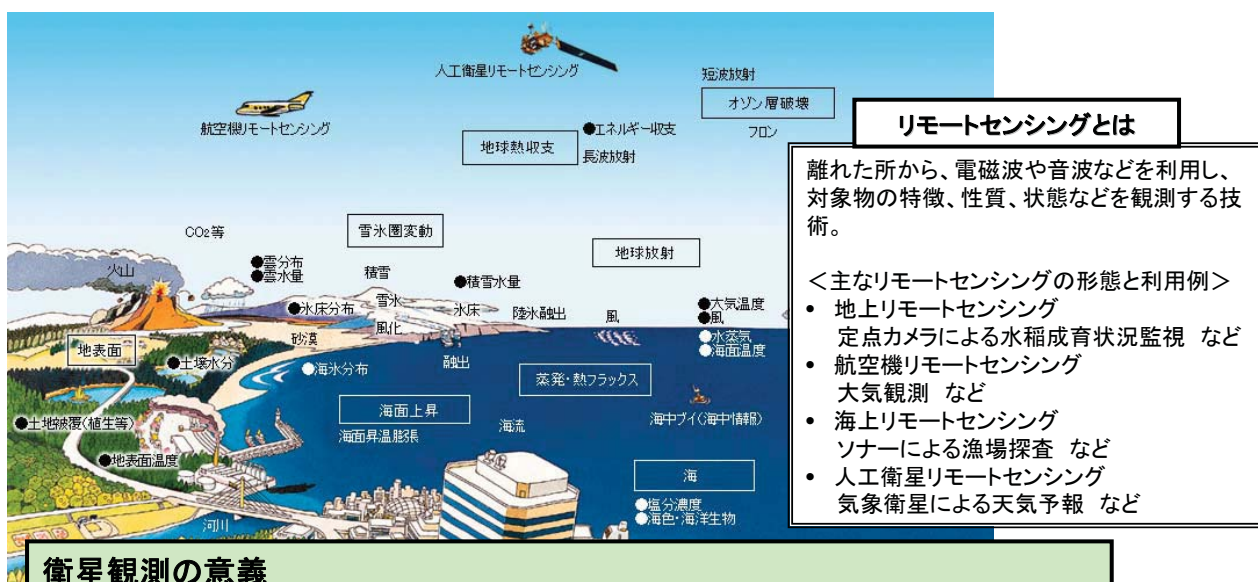 人工衛星リモートセンシング
航空機リモートセンシング
短波放射
オゾン層破壊
フロン
地球熱収支
●エネルギー収支
長波放射
リモートセンシングとは
離れた所から、電磁波や音波などを利用し、
対象物の特徴、性質、状態などを観測する技
術。
＜主なリモートセンシングの形態と利用例＞
• 地上リモートセンシング
定点カメラによる水稲成育状況監視 など
• 航空機リモートセンシング
大気観測 など
• 海上リモートセンシング
ソナーによる漁場探査 など
• 人工衛星リモートセンシング
気象衛星による天気予報 など
CO2等
雪氷圏変動
地球放射
火山
●雲分布
●雲水量
積雪
●積雪水量
●氷床分布
雪氷
風化
氷床
陸氷融出
風
●大気温度
●風
●水蒸気
●海面温度
砂漠
地表面
●土壌水分
●海氷分布
融出
蒸発・熱フラックス
海面上昇
海面昇温膨張
海流
海中ブイ(海中情報)
●土地被覆(植生等)
●地表面温度
海
●塩分濃度
●海色・海洋生物
河川
衛星観測の意義